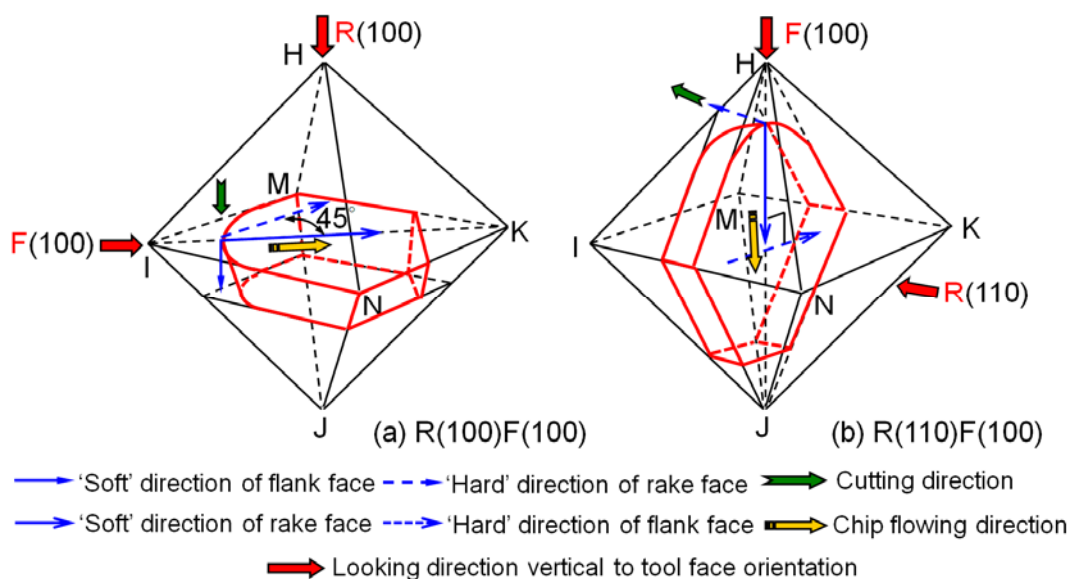 R(100)
H
M
45°
K
F(100)
I
N
J
(a) R(100)F(100)
F(100)
H
M
I
K
R(110)
N
J
(b) R(110)F(100)
'Soft' direction of flank face
'Hard' direction of rake face
Cutting direction
'Soft' direction of rake face
'Hard' direction of flank face
Chip flowing direction
Looking direction vertical to tool face orientation